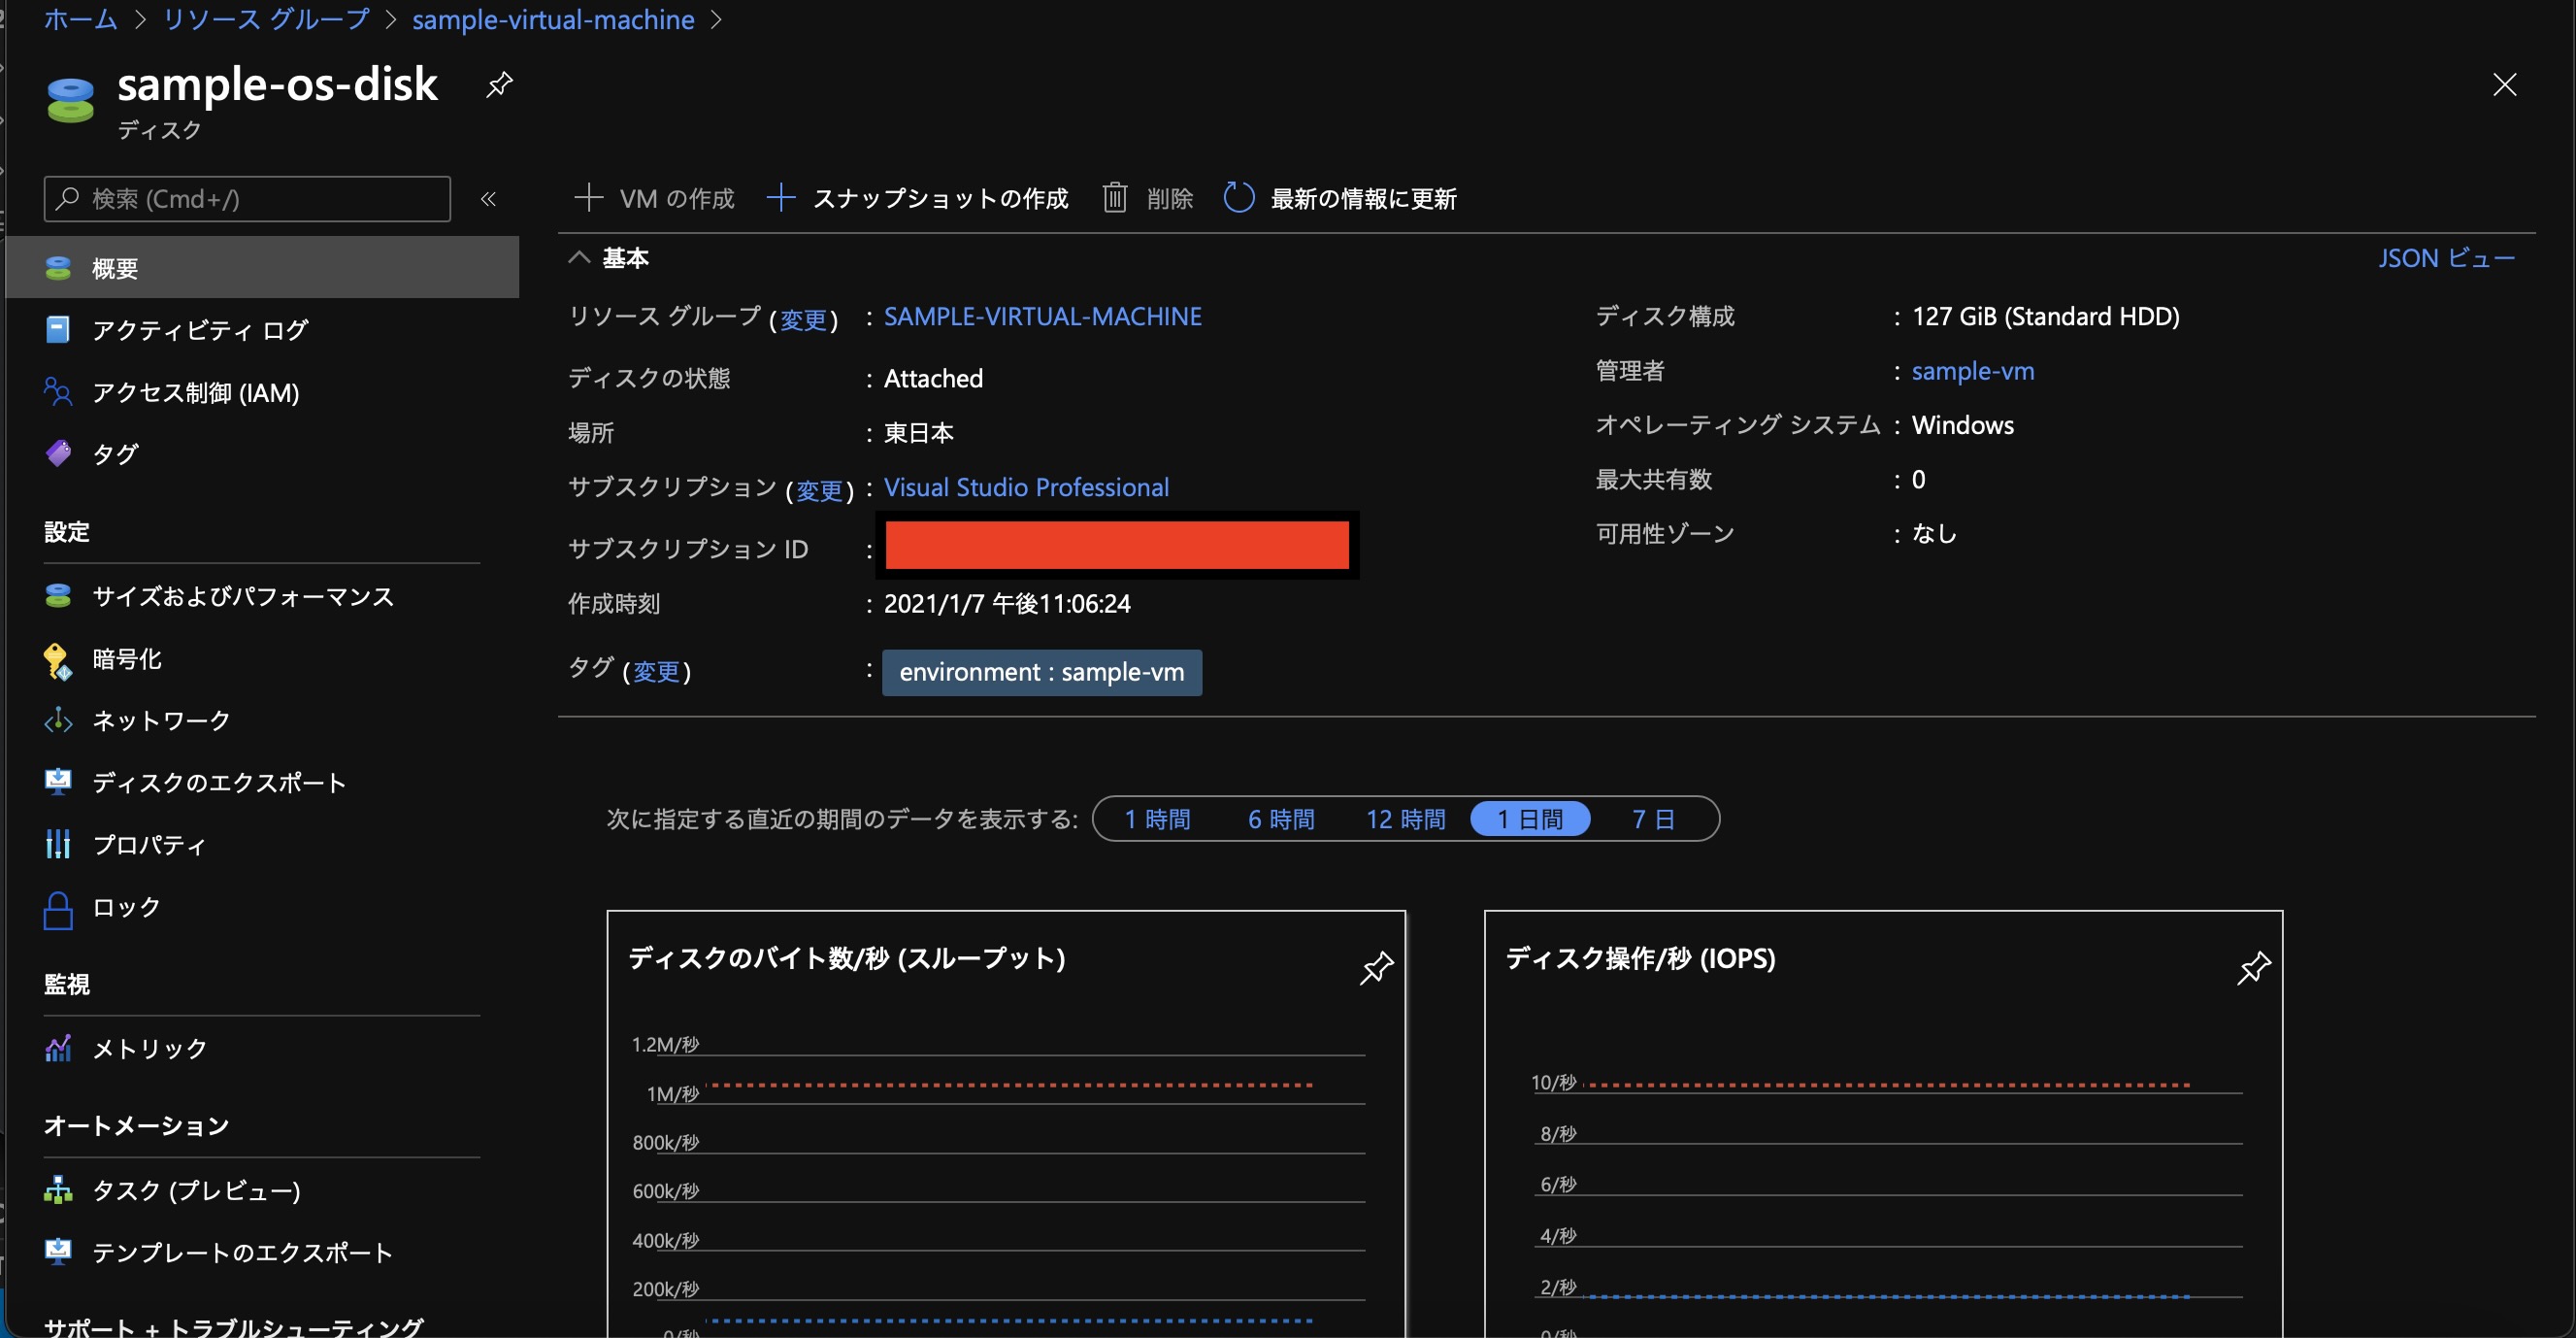 ホーム > リソース グループ > sample-virtual-machine >
sample-os-disk
ディスク
検索 (Cmd+/)
«
概要
アクティビティ ログ
アクセス制御 (IAM)
タグ
設定
サイズおよびパフォーマンス
暗号化
ネットワーク
ディスクのエクスポート
プロパティ
ロック
監視
メトリック
オートメーション
タスク (プレビュー)
テンプレートのエクスポート
サポート + トラブルシューティング
VM の作成 スナップショットの作成 削除 最新の情報に更新
基本
JSON ビュー
リソース グループ (変更) : SAMPLE-VIRTUAL-MACHINE
ディスクの状態 : Attached
場所 : 東日本
サブスクリプション (変更) : Visual Studio Professional
サブスクリプション ID :
作成時刻 : 2021/1/7 午後11:06:24
タグ (変更) : environment : sample-vm
ディスク構成 : 127 GiB (Standard HDD)
管理者 : sample-vm
オペレーティング システム : Windows
最大共有数 : 0
可用性ゾーン : なし
次に指定する直近の期間のデータを表示する: 1 時間 6 時間 12 時間 1 日間 7 日
ディスクのバイト数/秒 (スループット)
1.2M/秒
1M/秒
800k/秒
600k/秒
400k/秒
200k/秒
0/秒
ディスク操作/秒 (IOPS)
10/秒
8/秒
6/秒
4/秒
2/秒
0/秒